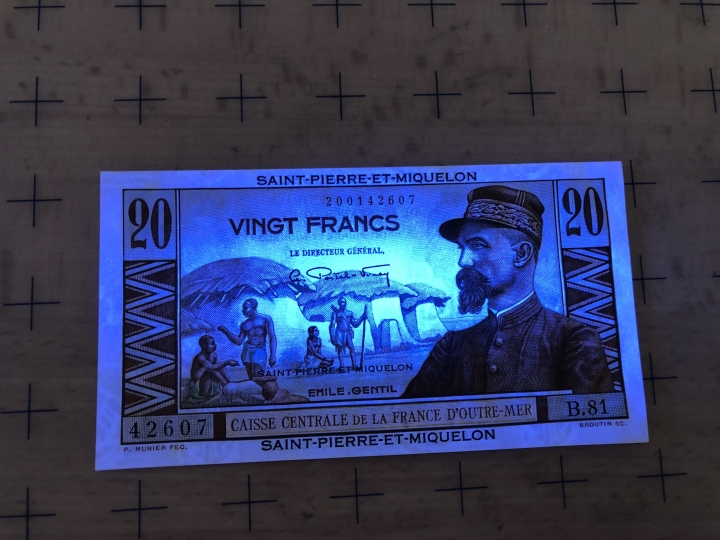 SAINT-PIERRE-ET-MIQUELON
200142607
20
VINGT FRANCS
20
LE DIRECTEUR GÉNÉRAL,
SAINT-PIERRE-ET-MIQUELON
EMILE.GENTIL
42607
CAISSE CENTRALE DE LA FRANCE D'OUTRE-MER
B.81
P. MUNIER FEC.
SAINT-PIERRE-ET-MIQUELON
BROUTIN SC.